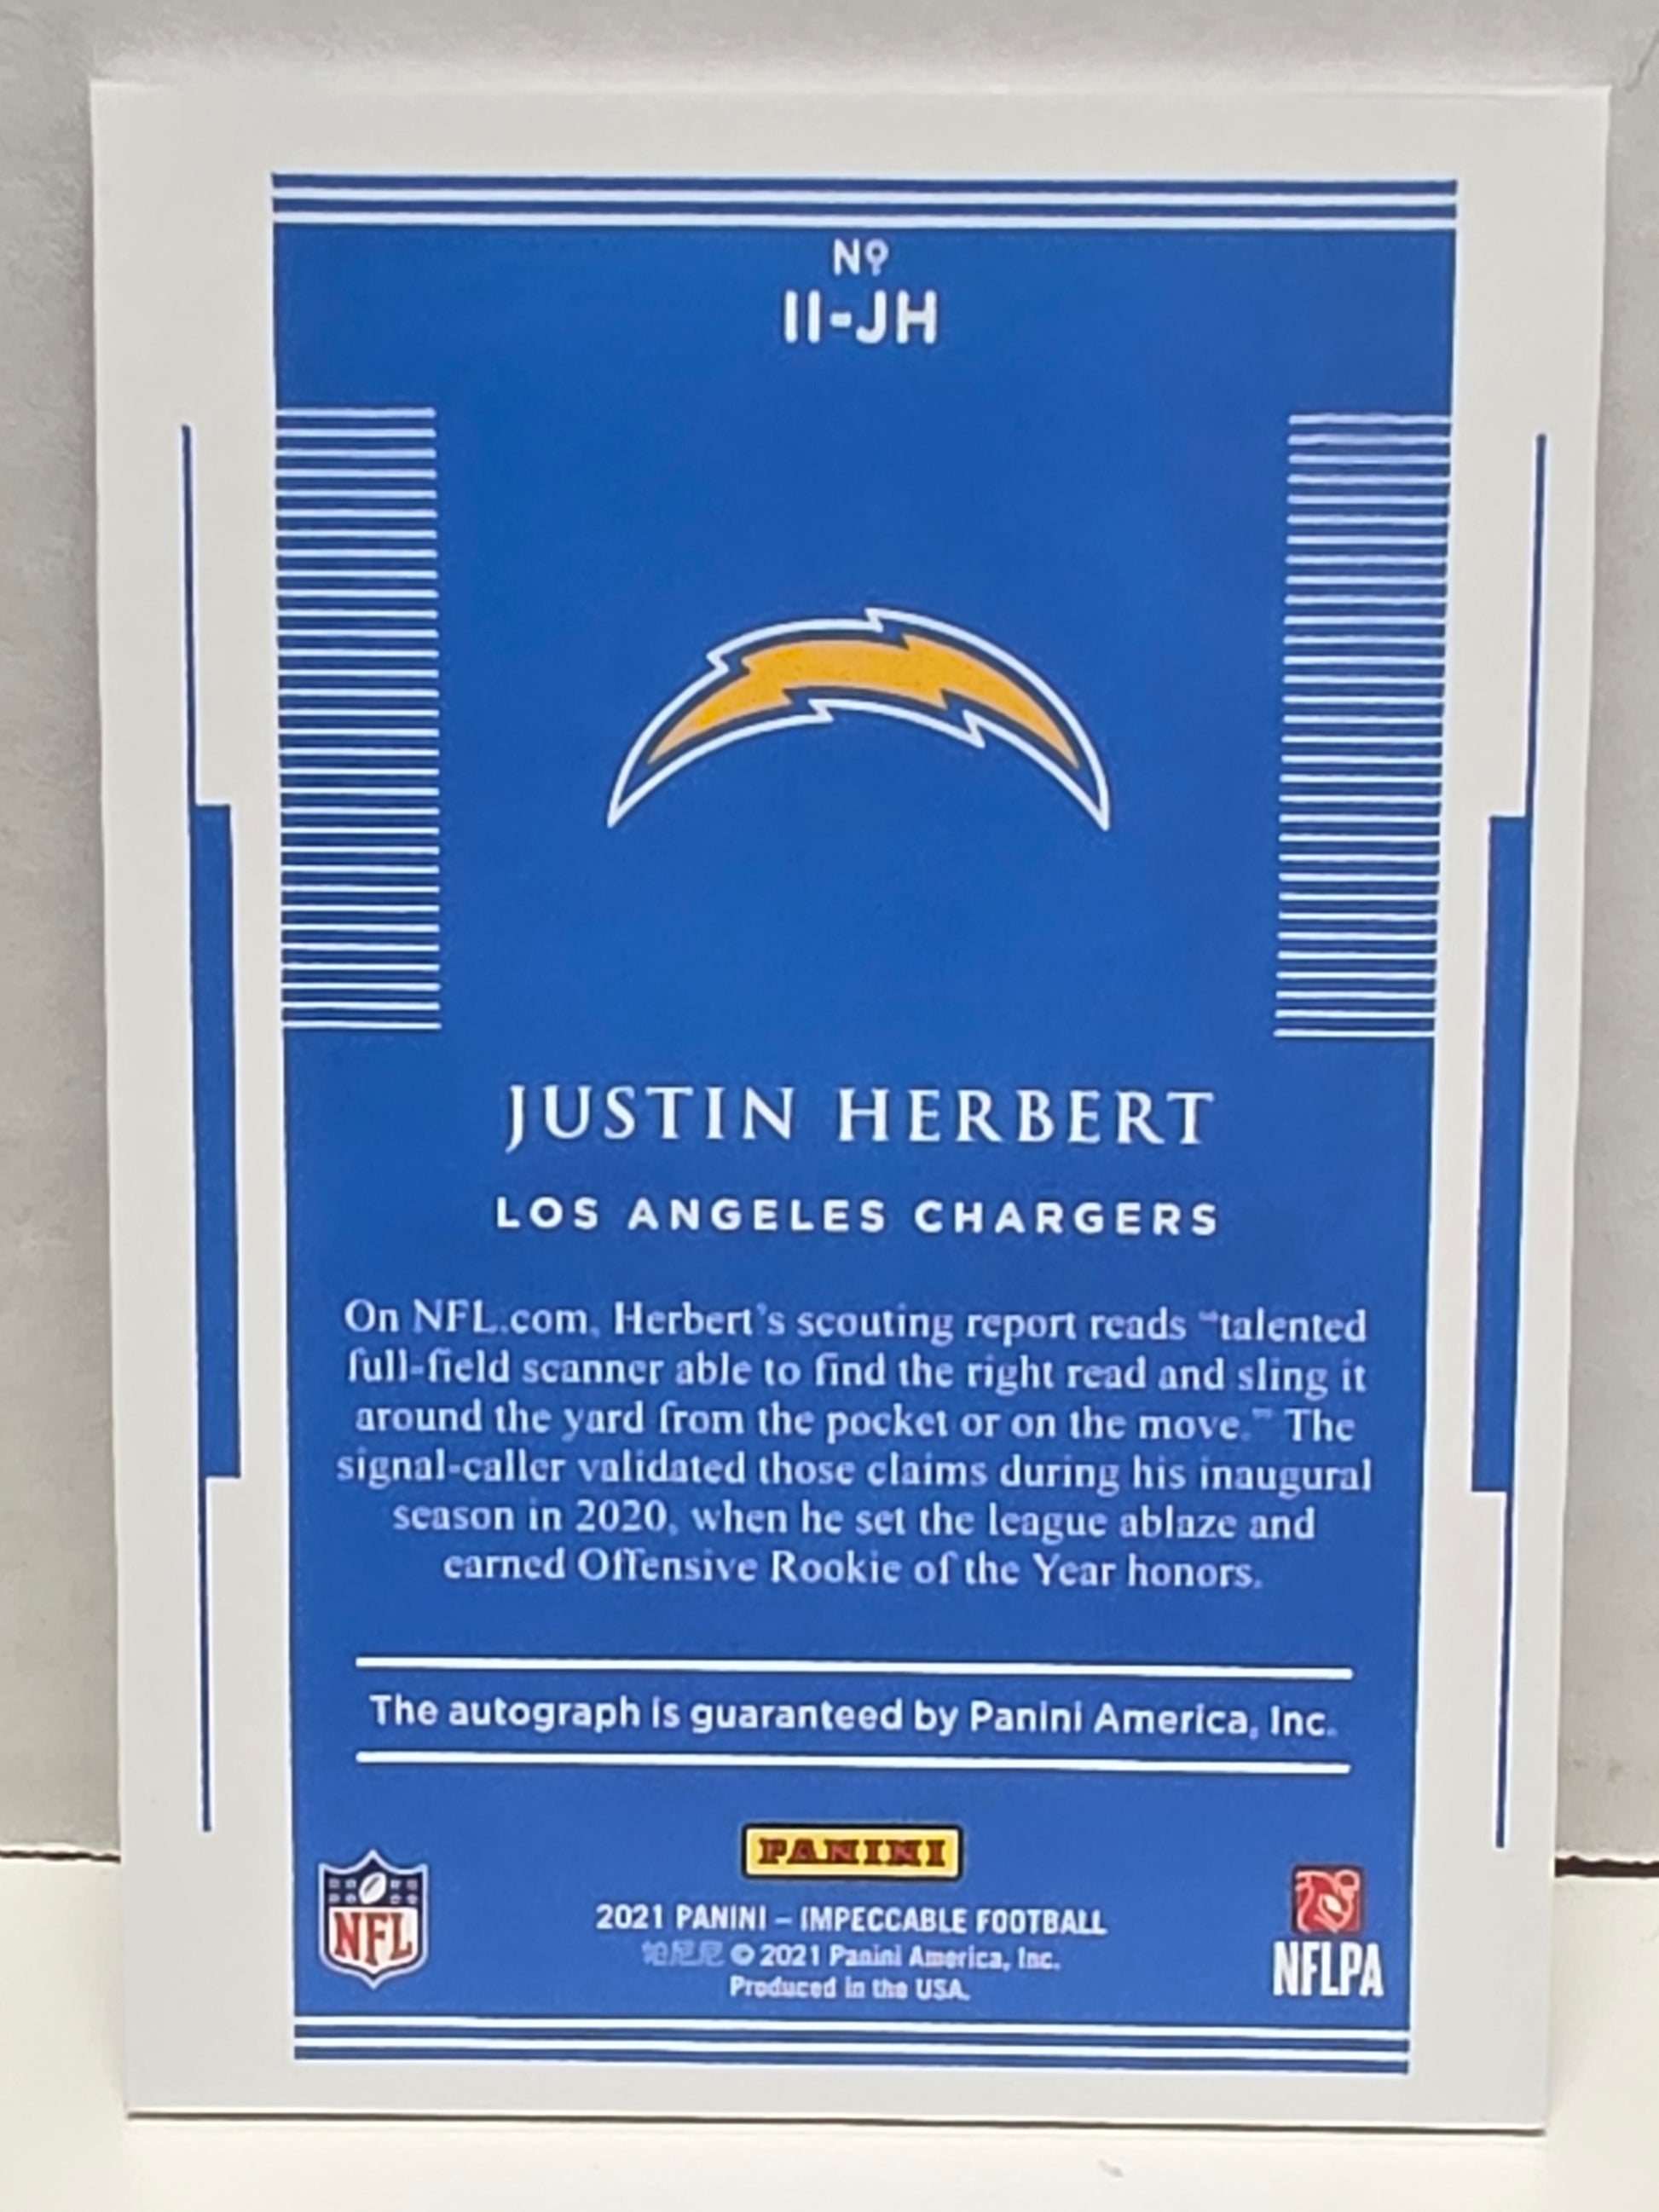 Nº
II-JH
JUSTIN HERBERT
LOS ANGELES CHARGERS
On NFL.com, Herbert's scouting report reads "talented
full-field scanner able to find the right read and sling it
around the yard from the pocket or on the move." The
signal-caller validated those claims during his inaugural
season in 2020, when he set the league ablaze and
earned Offensive Rookie of the Year honors.
The autograph is guaranteed by Panini America, Inc.
PANINI
NFL
2021 PANINI – IMPECCABLE FOOTBALL
帕尼尼 © 2021 Panini America, Inc.
Produced in the USA.
NFLPA